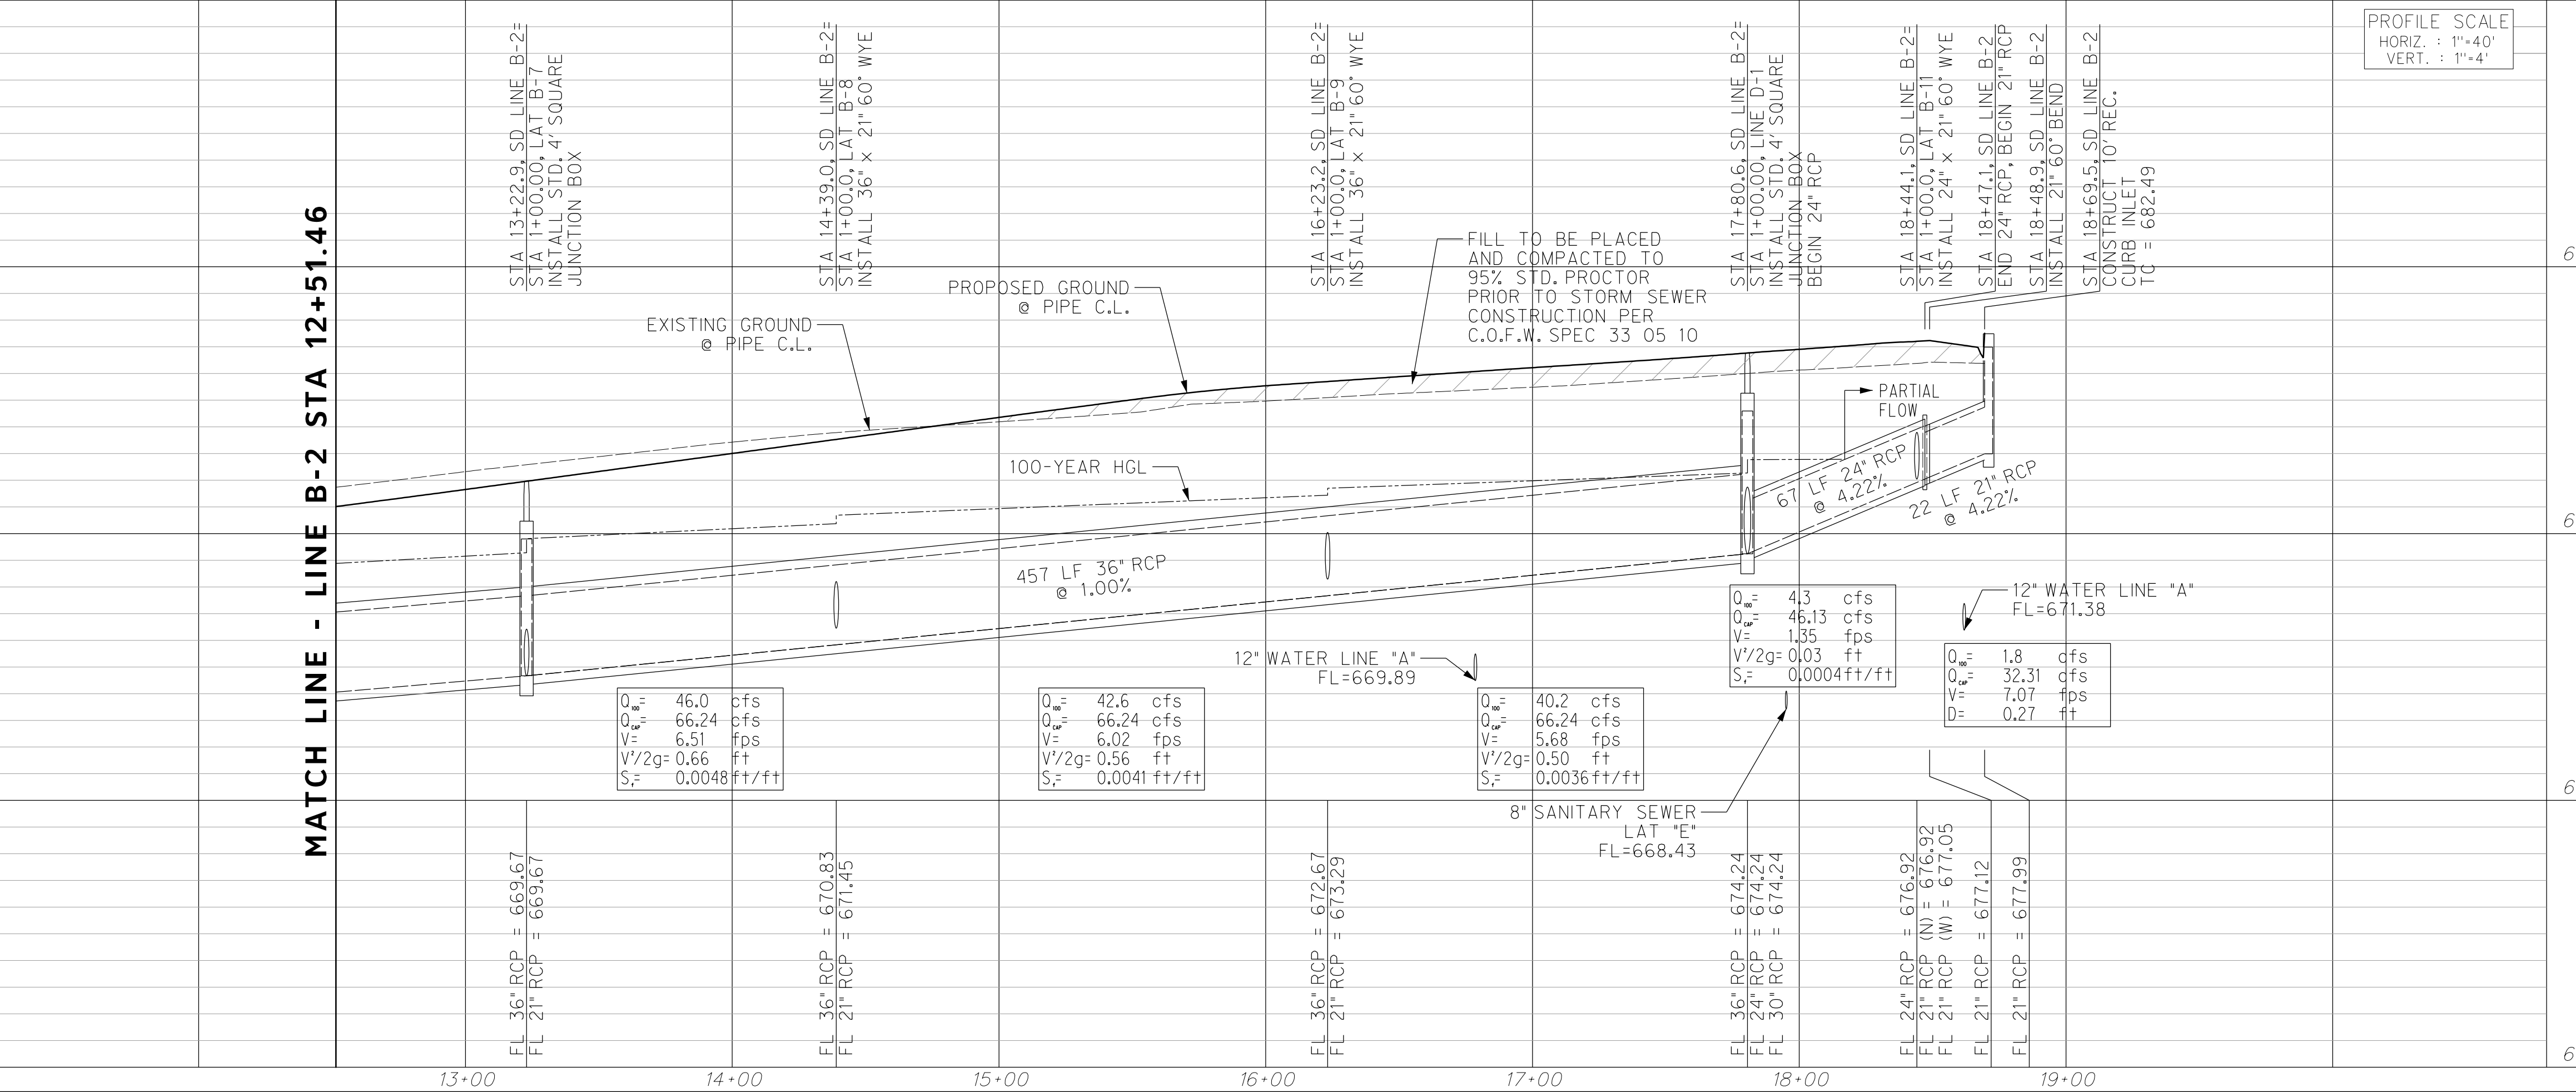 PROFILE SCALE
HORIZ. : 1"=40'
VERT. : 1"=4'
MATCH LINE - LINE B-2 STA 12+51.46
STA 13+22.9, SD LINE B-2=
STA 1+00.00, LAT B-7
INSTALL STD. 4' SQUARE
JUNCTION BOX
STA 14+39.0, SD LINE B-2=
STA 1+00.0, LAT B-8
INSTALL 36" x 21" 60° WYE
STA 16+23.2, SD LINE B-2=
STA 1+00.0, LAT B-9
INSTALL 36" x 21" 60° WYE
STA 17+80.6, SD LINE B-2=
STA 1+00.00, LINE D-1
INSTALL STD. 4' SQUARE
JUNCTION BOX
BEGIN 24" RCP
STA 18+44.1, SD LINE B-2=
STA 1+00.0, LAT B-11
INSTALL 24" x 21" 60° WYE
STA 18+47.1, SD LINE B-2
END 24" RCP, BEGIN 21" RCP
STA 18+48.9, SD LINE B-2
INSTALL 21" 60° BEND
STA 18+69.5, SD LINE B-2
CONSTRUCT 10' REC.
CURB INLET
TC = 682.49
EXISTING GROUND
@ PIPE C.L.
PROPOSED GROUND
@ PIPE C.L.
FILL TO BE PLACED
AND COMPACTED TO
95% STD. PROCTOR
PRIOR TO STORM SEWER
CONSTRUCTION PER
C.O.F.W. SPEC 33 05 10
PARTIAL
FLOW
100-YEAR HGL
457 LF 36" RCP
@ 1.00%
67 LF 24" RCP
@ 4.22%
22 LF 21" RCP
@ 4.22%
12" WATER LINE "A"
FL=669.89
12" WATER LINE "A"
FL=671.38
8" SANITARY SEWER
LAT "E"
FL=668.43
Q100= 46.0 cfs
QCAP= 66.24 cfs
V= 6.51 fps
V²/2g= 0.66 ft
Sf= 0.0048 ft/ft
Q100= 42.6 cfs
QCAP= 66.24 cfs
V= 6.02 fps
V²/2g= 0.56 ft
Sf= 0.0041 ft/ft
Q100= 40.2 cfs
QCAP= 66.24 cfs
V= 5.68 fps
V²/2g= 0.50 ft
Sf= 0.0036 ft/ft
Q100= 4.3 cfs
QCAP= 46.13 cfs
V= 1.35 fps
V²/2g= 0.03 ft
Sf= 0.0004 ft/ft
Q100= 1.8 cfs
QCAP= 32.31 cfs
V= 7.07 fps
D= 0.27 ft
FL 36" RCP = 669.67
FL 21" RCP = 669.67
FL 36" RCP = 670.83
FL 21" RCP = 671.45
FL 36" RCP = 672.67
FL 21" RCP = 673.29
FL 36" RCP = 674.24
FL 24" RCP = 674.24
FL 30" RCP = 674.24
FL 24" RCP = 676.92
FL 21" RCP (N) = 676.92
FL 21" RCP (W) = 677.05
FL 21" RCP = 677.12
FL 21" RCP = 677.99
6
6
6
6
13+00 14+00 15+00 16+00 17+00 18+00 19+00